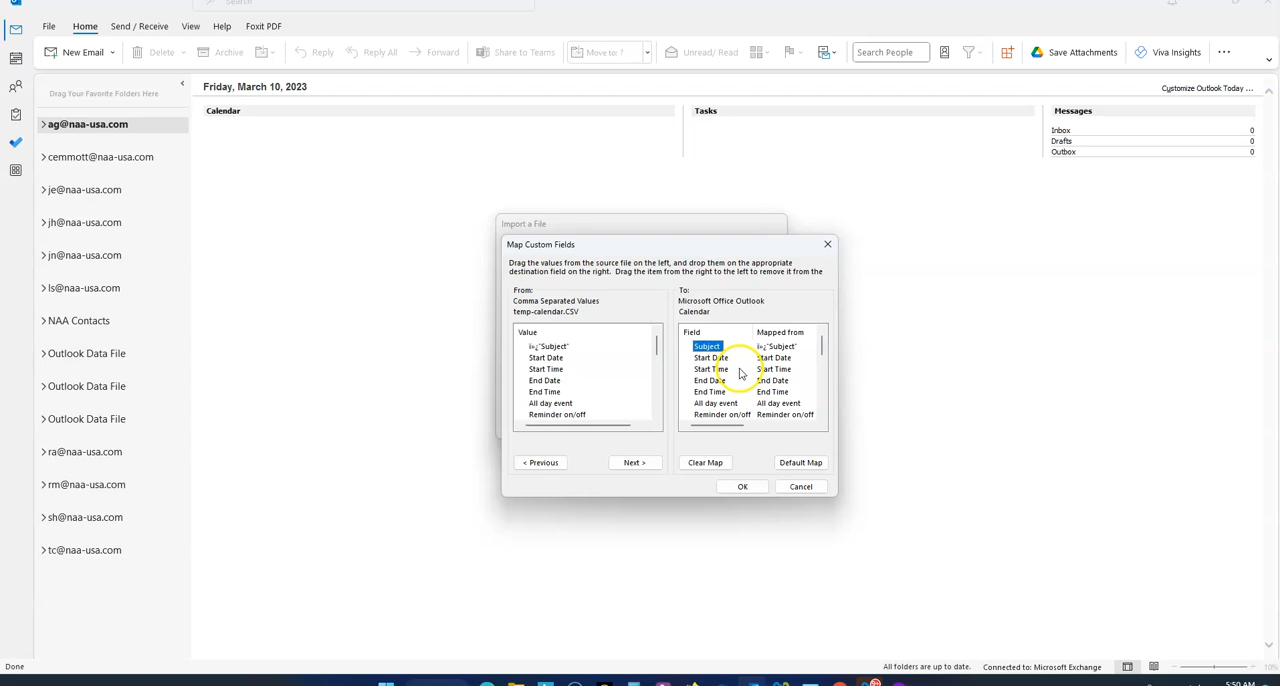 Search
File Home Send / Receive View Help Foxit PDF
New Email Delete Archive Reply Reply All Forward Share to Teams Move to: ? Unread/ Read Search People Save Attachments Viva Insights ...
Drag Your Favorite Folders Here
Friday, March 10, 2023
Customize Outlook Today ...
Calendar
Tasks
Messages
Inbox 0
Drafts 0
Outbox 0
ag@naa-usa.com
cemmott@naa-usa.com
je@naa-usa.com
jh@naa-usa.com
jn@naa-usa.com
ls@naa-usa.com
NAA Contacts
Outlook Data File
Outlook Data File
Outlook Data File
ra@naa-usa.com
rm@naa-usa.com
sh@naa-usa.com
tc@naa-usa.com
Import a File
Map Custom Fields
Drag the values from the source file on the left, and drop them on the appropriate
destination field on the right. Drag the item from the right to the left to remove it from the
From:
Comma Separated Values
temp-calendar.CSV
Value
ï»¿"Subject"
Start Date
Start Time
End Date
End Time
All day event
Reminder on/off
To:
Microsoft Office Outlook
Calendar
Field Mapped from
Subject ï»¿"Subject"
Start Date Start Date
Start Time Start Time
End Date End Date
End Time End Time
All day event All day event
Reminder on/off Reminder on/off
< Previous Next > Clear Map Default Map
OK Cancel
Done
All folders are up to date. Connected to: Microsoft Exchange 10%
5:50 AM